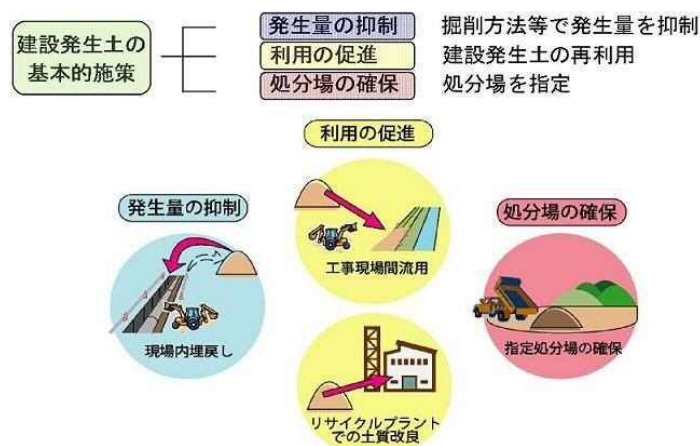 建設発生土の
基本的施策
発生量の抑制 掘削方法等で発生量を抑制
利用の促進 建設発生土の再利用
処分場の確保 処分場を指定
利用の促進
発生量の抑制
処分場の確保
工事現場間流用
現場内埋戻し
指定処分場の確保
リサイクルプラント
での土質改良